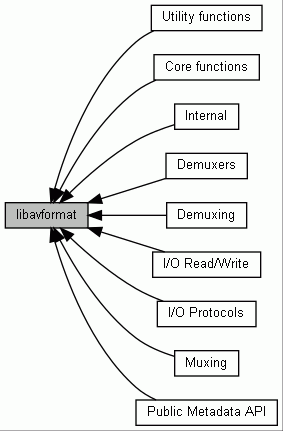 Utility functions
Core functions
Internal
Demuxers
libavformat
Demuxing
I/O Read/Write
I/O Protocols
Muxing
Public Metadata API